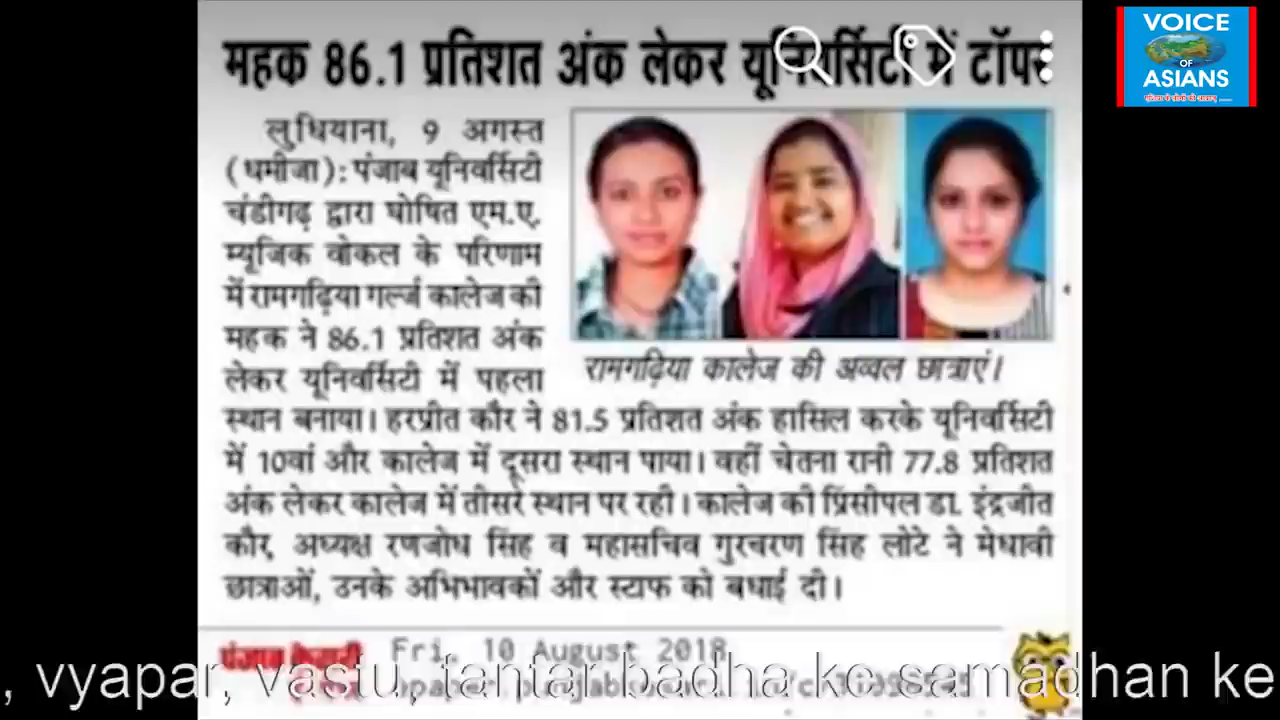 महक 86.1 प्रतिशत अंक लेकर यूनिवर्सिटी में टॉपर
VOICE
OF
ASIANS
लुधियाना, 9 अगस्त
(धमीजा): पंजाब यूनिवर्सिटी
चंडीगढ़ द्वारा घोषित एम.ए.
म्यूजिक वोकल के परिणाम
में रामगढ़िया गर्ल्ज कालेज की
महक ने 86.1 प्रतिशत अंक
लेकर यूनिवर्सिटी में पहला
रामगढ़िया कालेज की अव्वल छात्राएं।
स्थान बनाया। हरप्रीत कौर ने 81.5 प्रतिशत अंक हासिल करके यूनिवर्सिटी
में 10वां और कालेज में दूसरा स्थान पाया। वहीं चेतना रानी 77.8 प्रतिशत
अंक लेकर कालेज में तीसरे स्थान पर रही। कालेज की प्रिंसीपल डा. इंद्रजीत
कौर, अध्यक्ष रणजोध सिंह व महासचिव गुरचरण सिंह लोटे ने मेधावी
छात्राओं, उनके अभिभावकों और स्टाफ को बधाई दी।
पंजाब केसरी
Fri, 10 August 2018
, vyapar, vastu, tantar badha ke samadhan ke